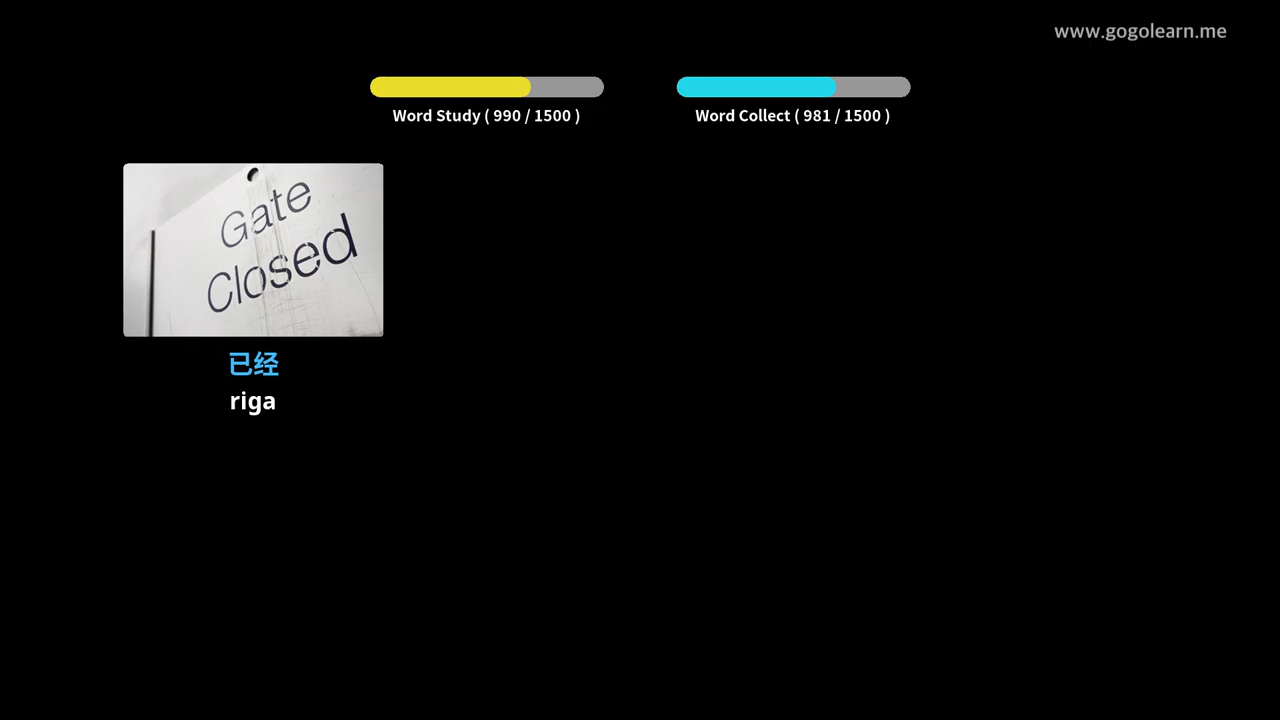 www.gogolearn.me
Word Study ( 990 / 1500 )
Word Collect ( 981 / 1500 )
Gate
Closed
已经
riga